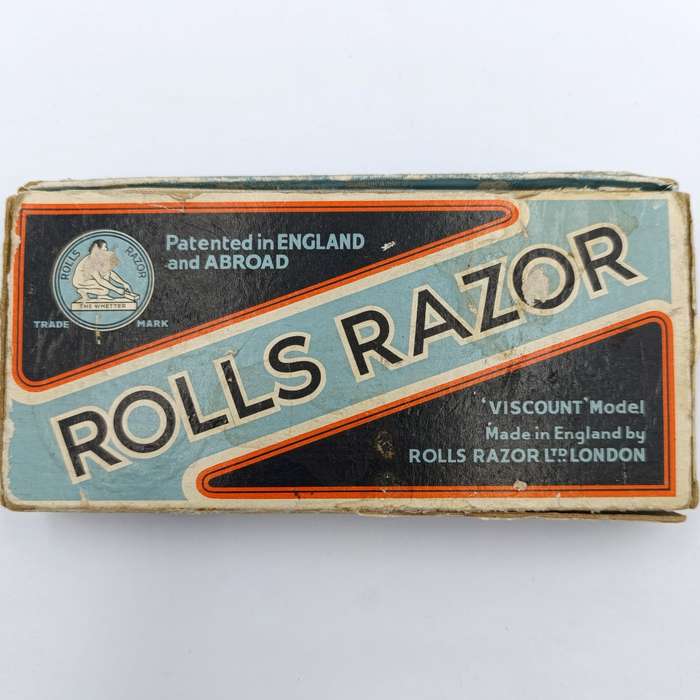 Patented in ENGLAND
and ABROAD
ROLLS RAZOR
THE WHETTER
TRADE MARK
ROLLS RAZOR
'VISCOUNT' Model
Made in England by
ROLLS RAZOR LTD. LONDON